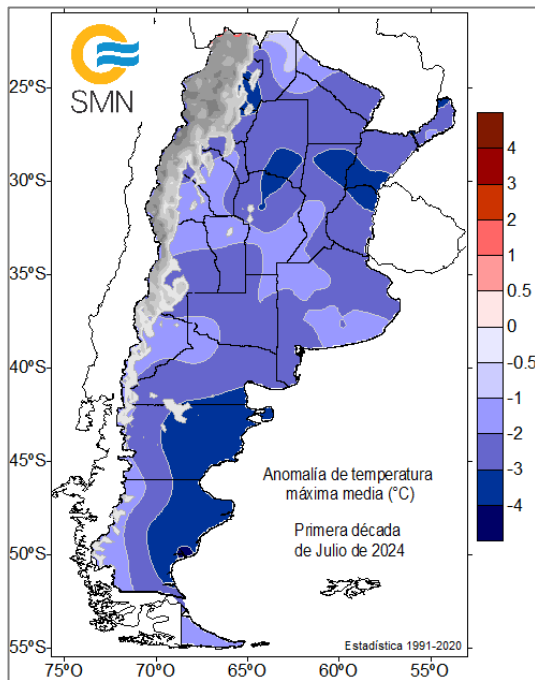 SMN
25ºS
30ºS
35ºS
40ºS
45ºS
50ºS
55ºS
4
3
2
1
0.5
0
-0.5
-1
-2
-3
-4
Anomalía de temperatura
máxima media (°C)
Primera década
de Julio de 2024
Estadística 1991-2020
75ºO 70ºO 65ºO 60ºO 55ºO